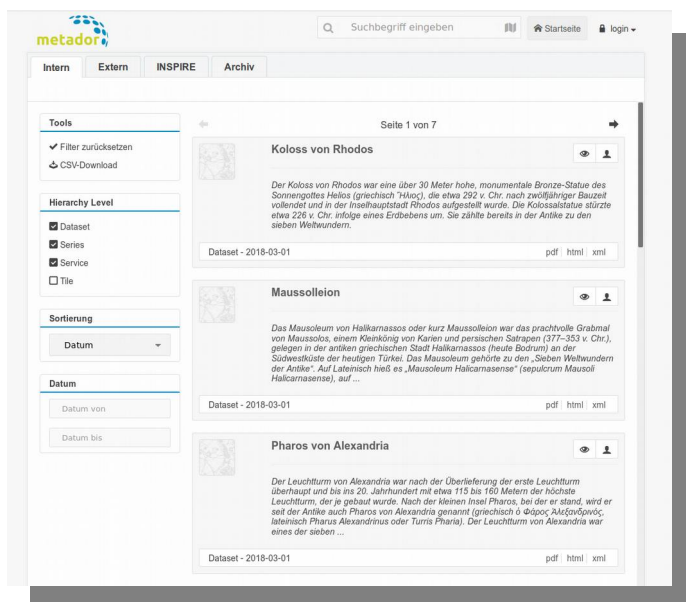 metador
Suchbegriff eingeben
Startseite
login
Intern
Extern
INSPIRE
Archiv
Tools
Filter zurücksetzen
CSV-Download
Hierarchy Level
Dataset
Series
Service
Tile
Sortierung
Datum
Datum
Datum von
Datum bis
Seite 1 von 7
Koloss von Rhodos
Der Koloss von Rhodos war eine über 30 Meter hohe, monumentale Bronze-Statue des
Sonnengottes Helios (griechisch Ἥλιος), die etwa 292 v. Chr. nach zwölfjähriger Bauzeit
vollendet und in der Inselhauptstadt Rhodos aufgestellt wurde. Die Kolossalstatue stürzte
etwa 226 v. Chr. infolge eines Erdbebens um. Sie zählte bereits in der Antike zu den
sieben Weltwundern.
Dataset - 2018-03-01
pdf html xml
Maussolleion
Das Mausoleum von Halikarnassos oder kurz Maussolleion war das prachtvolle Grabmal
von Maussolos, einem Kleinkönig von Karien und persischen Satrapen (377–353 v. Chr.),
gelegen in der antiken griechischen Stadt Halikarnassos (heute Bodrum) an der
Südwestküste der heutigen Türkei. Das Mausoleum gehörte zu den „Sieben Weltwundern
der Antike“. Auf Lateinisch hieß es „Mausoleum Halicarnasense“ (sepulcrum Mausoli
Halicarnasense), auf ...
Dataset - 2018-03-01
pdf html xml
Pharos von Alexandria
Der Leuchtturm von Alexandria war nach der Überlieferung der erste Leuchtturm
überhaupt und bis ins 20. Jahrhundert mit etwa 115 bis 160 Metern der höchste
Leuchtturm, der je gebaut wurde. Nach der kleinen Insel Pharos, bei der er stand, wird er
seit der Antike auch Pharos von Alexandria genannt (griechisch ὁ Φάρος Ἀλεξανδρινός,
lateinisch Pharus Alexandrinus oder Turris Pharia). Der Leuchtturm von Alexandria war
eines der sieben ...
Dataset - 2018-03-01
pdf html xml